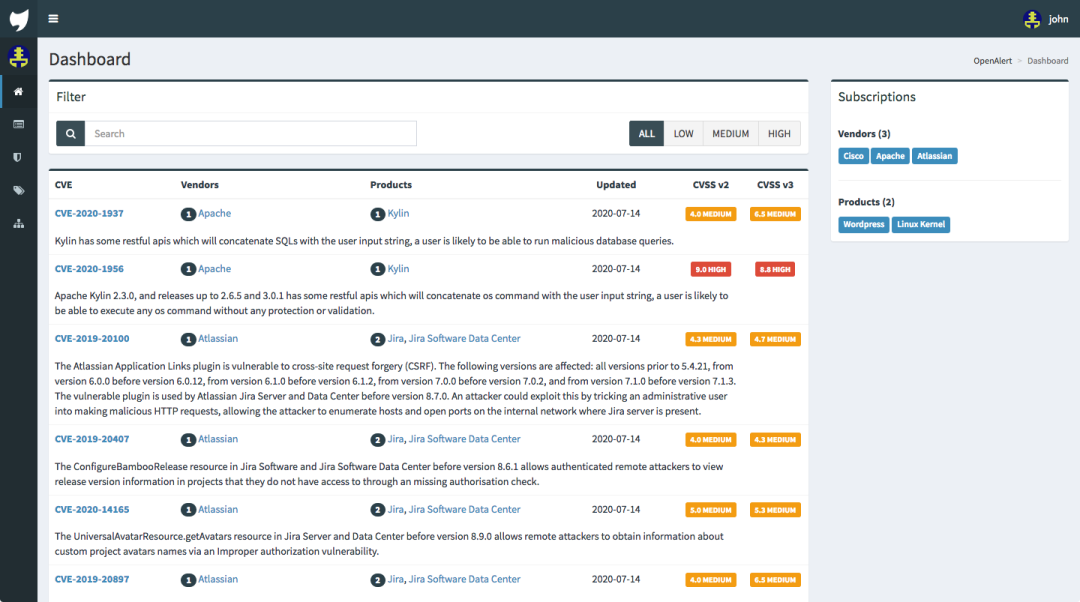 john
Dashboard
OpenAlert > Dashboard
Filter
Search
ALL LOW MEDIUM HIGH
CVE Vendors Products Updated CVSS v2 CVSS v3
CVE-2020-1937 1 Apache 1 Kylin 2020-07-14 4.0 MEDIUM 6.5 MEDIUM
Kylin has some restful apis which will concatenate SQLs with the user input string, a user is likely to be able to run malicious database queries.
CVE-2020-1956 1 Apache 1 Kylin 2020-07-14 9.0 HIGH 8.8 HIGH
Apache Kylin 2.3.0, and releases up to 2.6.5 and 3.0.1 has some restful apis which will concatenate os command with the user input string, a user is likely to
be able to execute any os command without any protection or validation.
CVE-2019-20100 1 Atlassian 2 Jira, Jira Software Data Center 2020-07-14 4.3 MEDIUM 4.7 MEDIUM
The Atlassian Application Links plugin is vulnerable to cross-site request forgery (CSRF). The following versions are affected: all versions prior to 5.4.21, from
version 6.0.0 before version 6.0.12, from version 6.1.0 before version 6.1.2, from version 7.0.0 before version 7.0.2, and from version 7.1.0 before version 7.1.3.
The vulnerable plugin is used by Atlassian Jira Server and Data Center before version 8.7.0. An attacker could exploit this by tricking an administrative user
into making malicious HTTP requests, allowing the attacker to enumerate hosts and open ports on the internal network where Jira server is present.
CVE-2019-20407 1 Atlassian 2 Jira, Jira Software Data Center 2020-07-14 4.0 MEDIUM 4.3 MEDIUM
The ConfigureBambooRelease resource in Jira Software and Jira Software Data Center before version 8.6.1 allows authenticated remote attackers to view
release version information in projects that they do not have access to through an missing authorisation check.
CVE-2020-14165 1 Atlassian 2 Jira, Jira Software Data Center 2020-07-14 5.0 MEDIUM 5.3 MEDIUM
The UniversalAvatarResource.getAvatars resource in Jira Server and Data Center before version 8.9.0 allows remote attackers to obtain information about
custom project avatars names via an Improper authorization vulnerability.
CVE-2019-20897 1 Atlassian 2 Jira, Jira Software Data Center 2020-07-14 4.0 MEDIUM 6.5 MEDIUM
Subscriptions
Vendors (3)
Cisco Apache Atlassian
Products (2)
Wordpress Linux Kernel